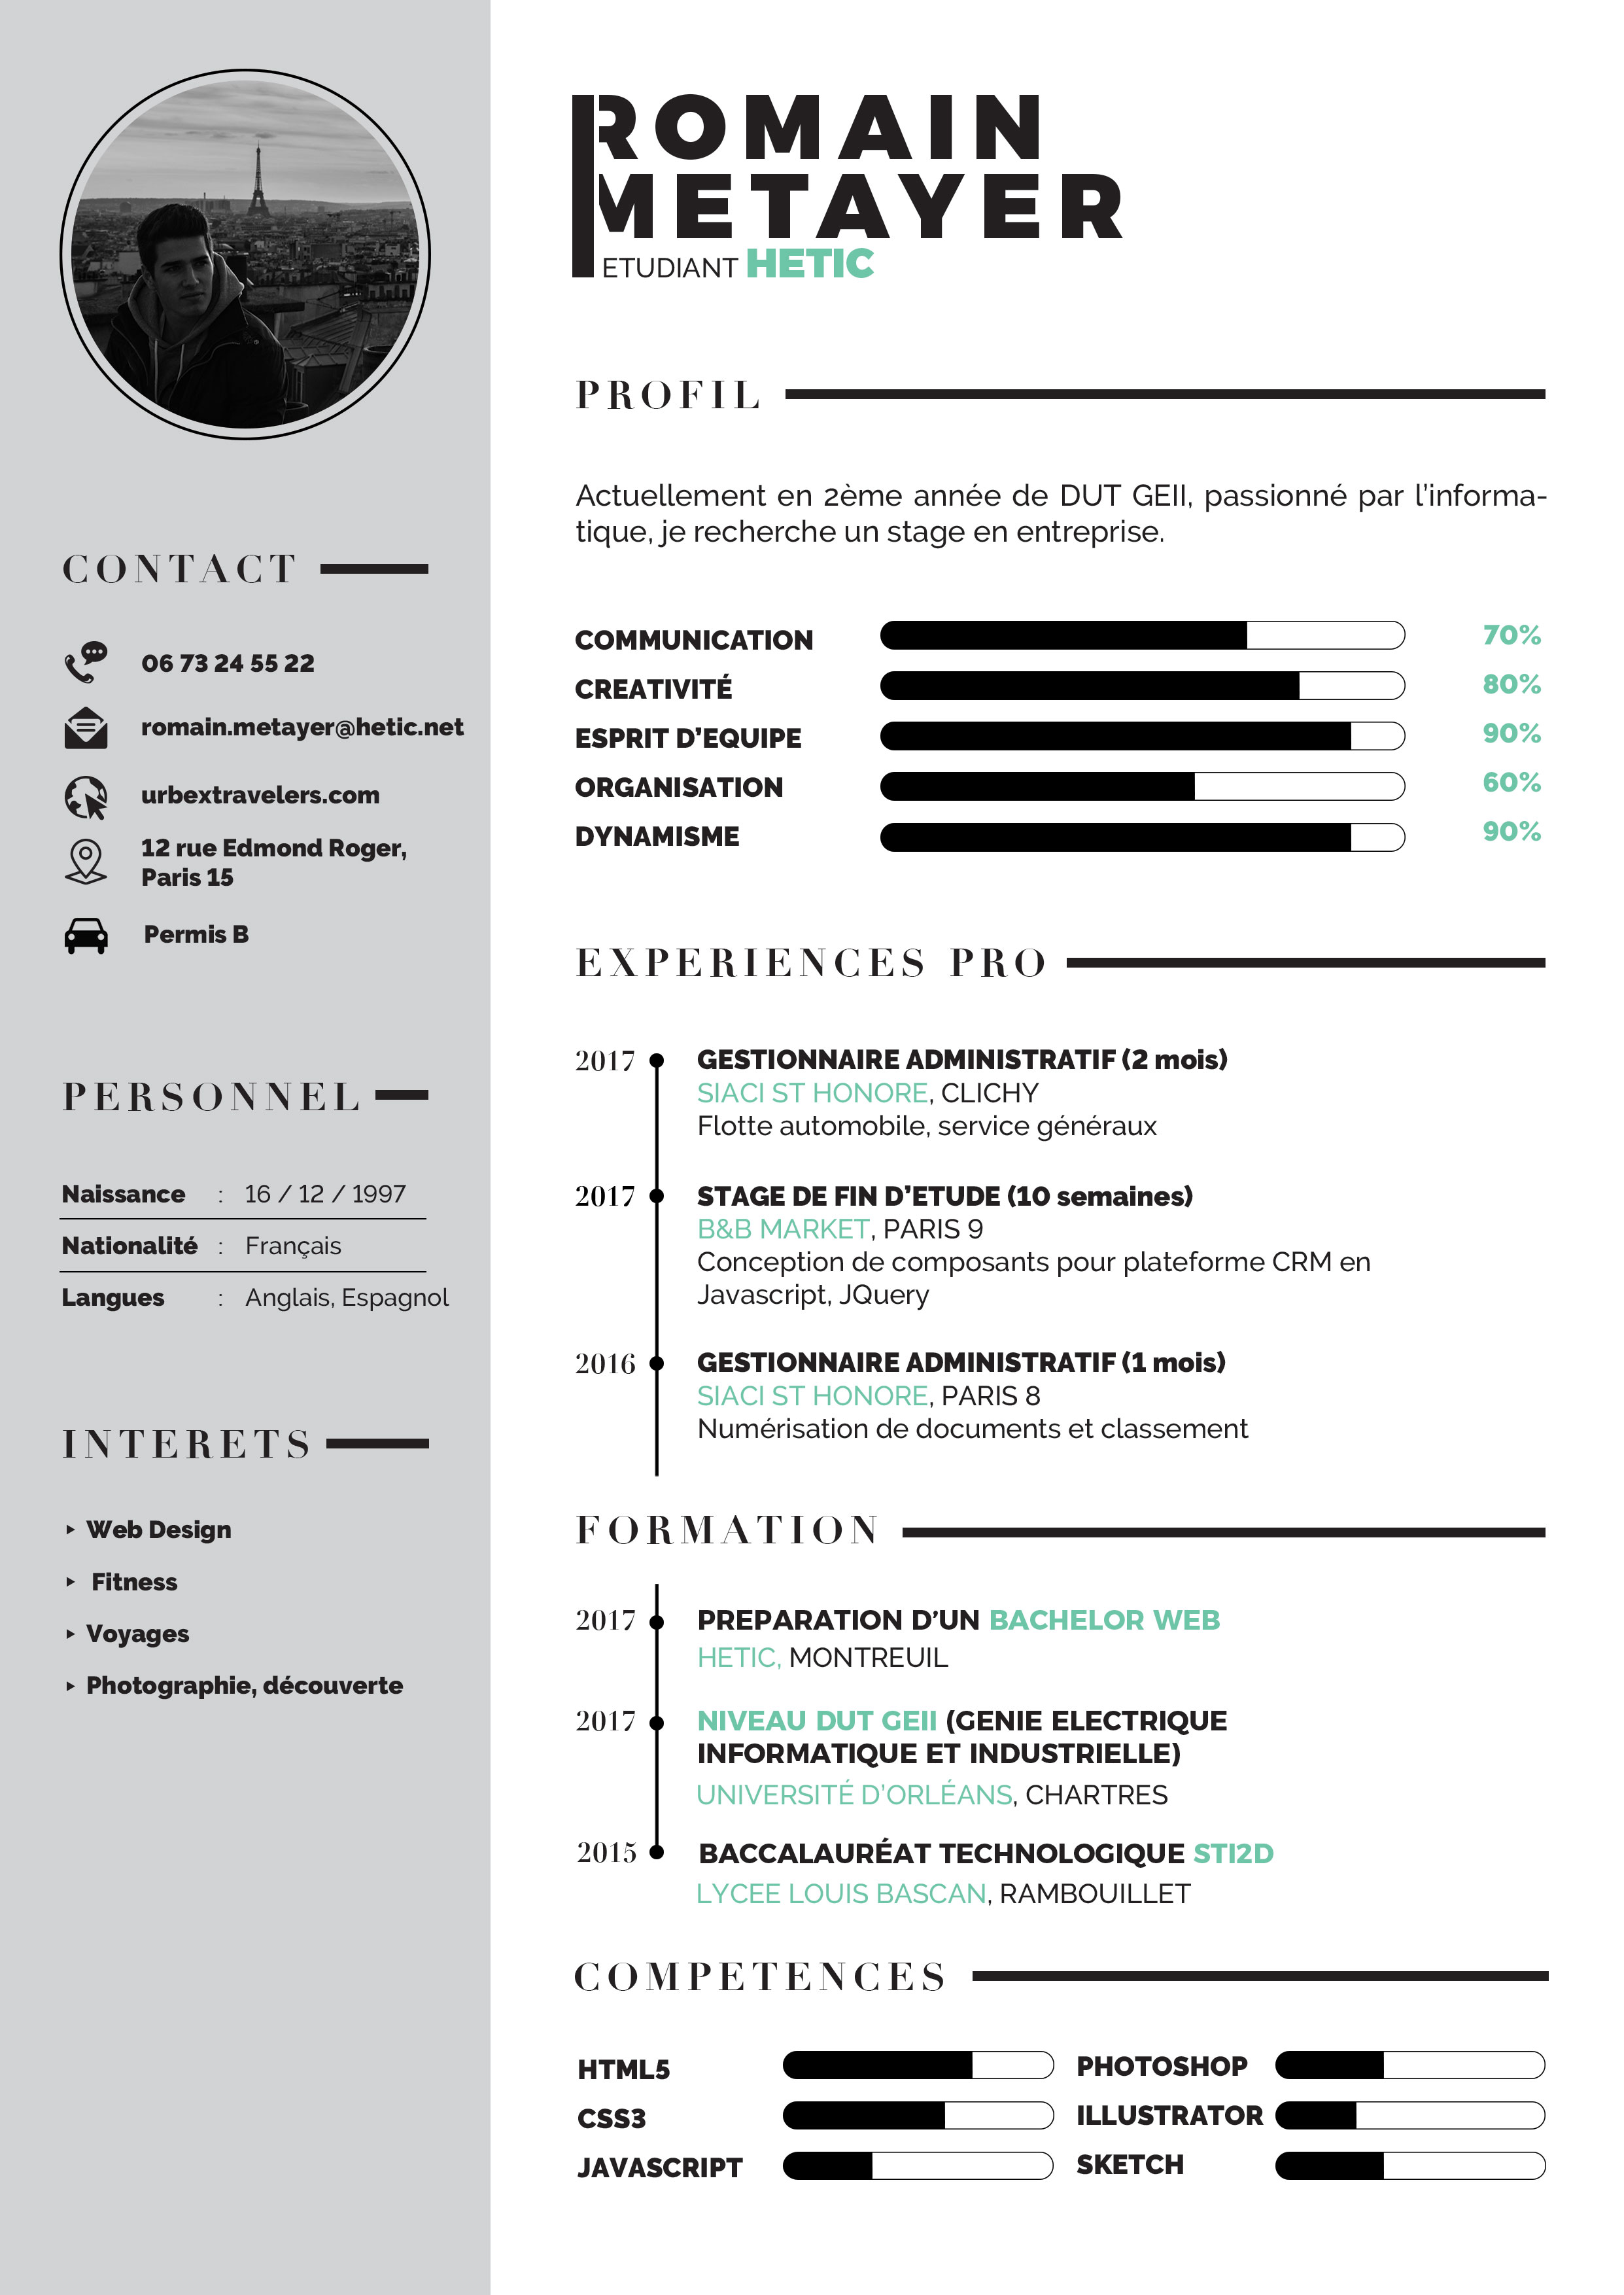 ROMAIN
METAYER
ETUDIANT HETIC
CONTACT
06 73 24 55 22
romain.metayer@hetic.net
urbextravelers.com
12 rue Edmond Roger,
Paris 15
Permis B
PERSONNEL
Naissance : 16 / 12 / 1997
Nationalité : Français
Langues : Anglais, Espagnol
INTERETS
Web Design
Fitness
Voyages
Photographie, découverte
PROFIL
Actuellement en 2ème année de DUT GEII, passionné par l’informa-
tique, je recherche un stage en entreprise.
COMMUNICATION 70%
CREATIVITÉ 80%
ESPRIT D’EQUIPE 90%
ORGANISATION 60%
DYNAMISME 90%
EXPERIENCES PRO
2017 GESTIONNAIRE ADMINISTRATIF (2 mois)
SIACI ST HONORE, CLICHY
Flotte automobile, service généraux
2017 STAGE DE FIN D’ETUDE (10 semaines)
B&B MARKET, PARIS 9
Conception de composants pour plateforme CRM en
Javascript, JQuery
2016 GESTIONNAIRE ADMINISTRATIF (1 mois)
SIACI ST HONORE, PARIS 8
Numérisation de documents et classement
FORMATION
2017 PREPARATION D’UN BACHELOR WEB
HETIC, MONTREUIL
2017 NIVEAU DUT GEII (GENIE ELECTRIQUE
INFORMATIQUE ET INDUSTRIELLE)
UNIVERSITÉ D’ORLÉANS, CHARTRES
2015 BACCALAURÉAT TECHNOLOGIQUE STI2D
LYCEE LOUIS BASCAN, RAMBOUILLET
COMPETENCES
HTML5 PHOTOSHOP
CSS3 ILLUSTRATOR
JAVASCRIPT SKETCH